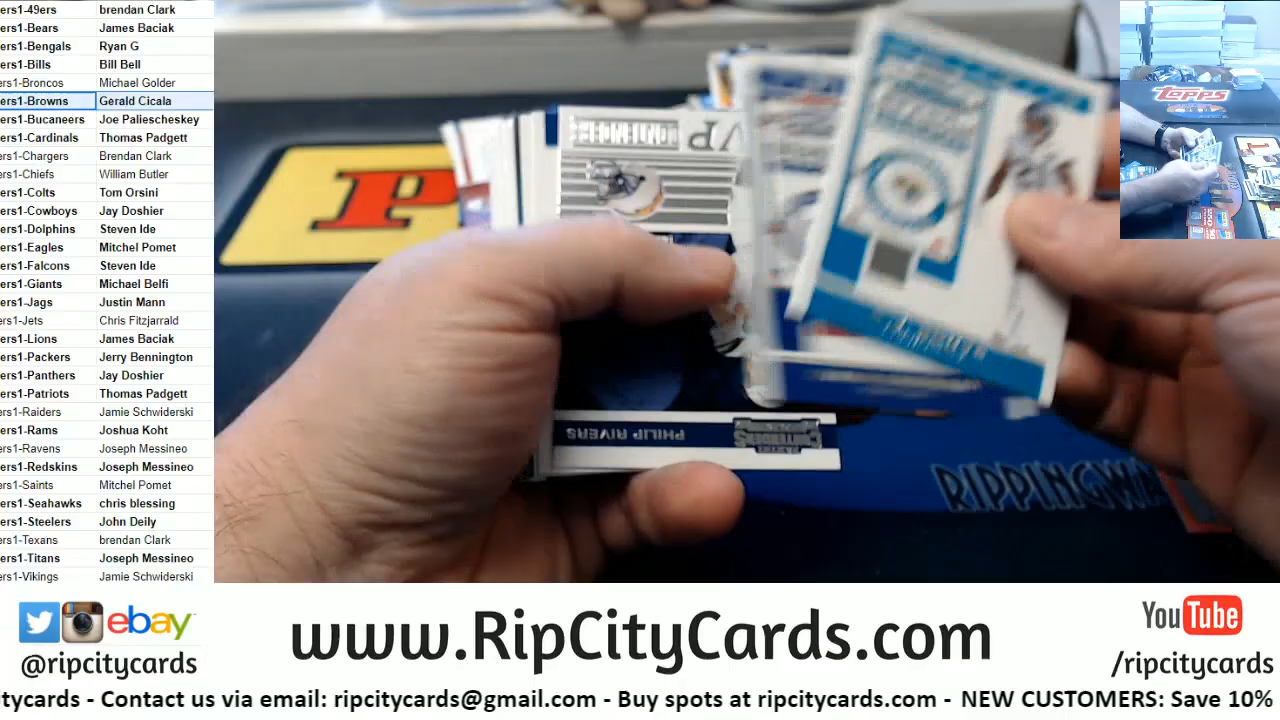 ers1-49ers brendan Clark
ers1-Bears James Baciak
ers1-Bengals Ryan G
ers1-Bills Bill Bell
ers1-Broncos Michael Golder
ers1-Browns Gerald Cicala
ers1-Bucaneers Joe Paliescheskey
ers1-Cardinals Thomas Padgett
ers1-Chargers Brendan Clark
ers1-Chiefs William Butler
ers1-Colts Tom Orsini
ers1-Cowboys Jay Doshier
ers1-Dolphins Steven Ide
ers1-Eagles Mitchel Pomet
ers1-Falcons Steven Ide
ers1-Giants Michael Belfi
ers1-Jags Justin Mann
ers1-Jets Chris Fitzjarrald
ers1-Lions James Baciak
ers1-Packers Jerry Bennington
ers1-Panthers Jay Doshier
ers1-Patriots Thomas Padgett
ers1-Raiders Jamie Schwiderski
ers1-Rams Joshua Koht
ers1-Ravens Joseph Messineo
ers1-Redskins Joseph Messineo
ers1-Saints Mitchel Pomet
ers1-Seahawks chris blessing
ers1-Steelers John Deily
ers1-Texans brendan Clark
ers1-Titans Joseph Messineo
ers1-Vikings Jamie Schwiderski
P
MVP
CONTENDERS
PHILIP RIVERS
RIPPINGWA
TOPPS
ebay
@ripcitycards
www.RipCityCards.com
YouTube
/ripcitycards
itycards - Contact us via email: ripcitycards@gmail.com - Buy spots at ripcitycards.com - NEW CUSTOMERS: Save 10%